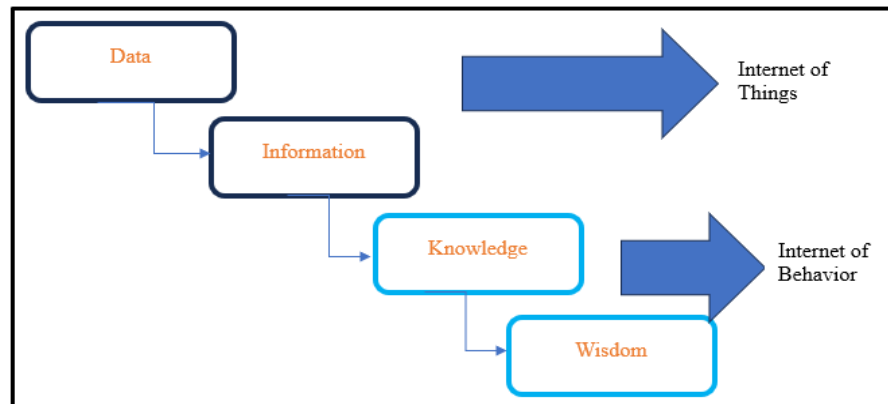 Data
Internet of
Things
Information
Knowledge
Internet of
Behavior
Wisdom